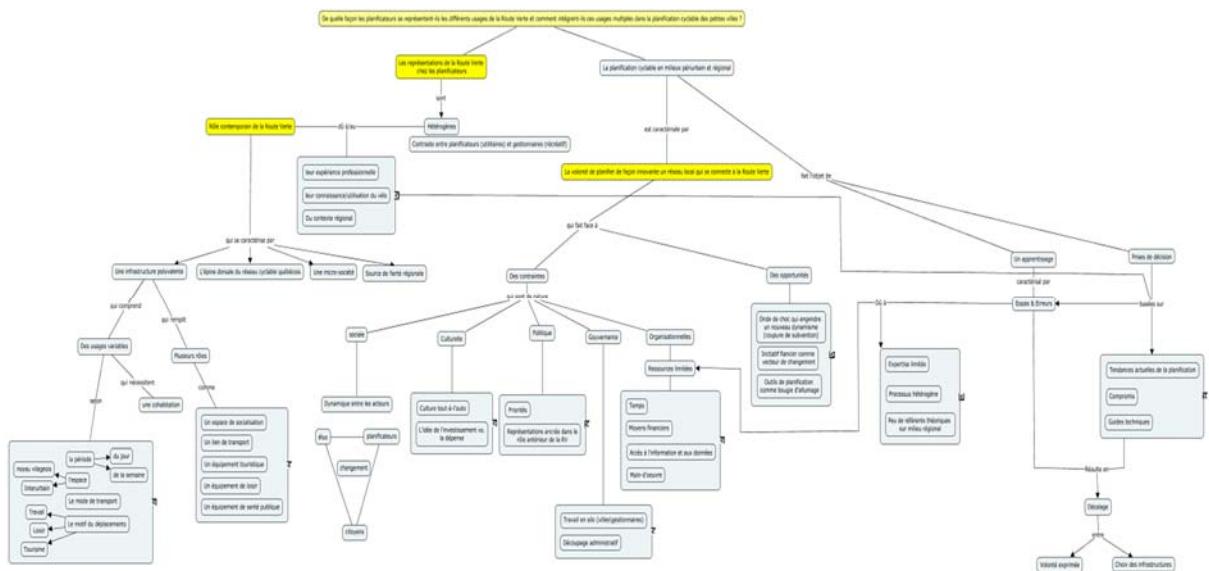 De quelle façon les planificateurs se représentent-ils les différents usages de la Route Verte et comment intègrent-ils ces usages multiples dans la planification cyclable des petites villes ?
Les représentations de la Route Verte
chez les planificateurs
La planification cyclable en milieux périurbain et régional
sont
Rôle contemporain de la Route Verte
Hétérogènes
est caractérisée par
Contraste entre planificateurs (utilitaires) et gestionnaires (récréatif)
leur expérience professionnelle
leur connaissance/utilisation du vélo
Du contexte régional
La volonté de planifier de façon innovante un réseau local qui se connecte à la Route Verte
fait l'objet de
qui fait face à
qui se caractérise par
Une infrastructure polyvalente
L'épine dorsale du réseau cyclable québécois
Une micro-société
Source de fierté régionale
Des contraintes
Des opportunités
Un apprentissage
Prises de décision
qui comprend
qui remplit
qui sont de nature
caractérisé par
Essais & Erreurs
basées sur
Où à
sociale
Culturelle
Politique
Gouvernance
Organisationnelles
Onde de choc qui engendre
un nouveau dynamisme
(coupure de subvention)
Incitatif financier comme
vecteur de changement
Outils de planification
comme bougie d'allumage
Des usages variables
Plusieurs rôles
qui nécessitent
une cohabitation
selon
comme
Ressources limitées
Expertise limitée
Processus hétérogène
Peu de référents théoriques
sur milieu régional
Tendances actuelles de la planification
Compromis
Guides techniques
Dynamique entre les acteurs
Culture tout-à-l'auto
L'idée de l'investissement vs.
la dépense
Priorités
Représentations ancrées dans le
rôle antérieur de la RV
Temps
Moyens financiers
Accès à l'information et aux données
Main-d'oeuvre
Un espace de socialisation
Un lien de transport
Un équipement touristique
Un équipement de loisir
Un équipement de santé publique
élus
planificateurs
changement
citoyens
la période
du jour
de la semaine
noyau villageois
l'espace
Interurbain
Le mode de transport
Travail
Le motif du déplacements
Loisir
Tourisme
Travail en silo (villes/gestionnaires)
Découpage administratif
Résulte en
Décalage
entre
Volonté exprimée
Choix des infrastructures